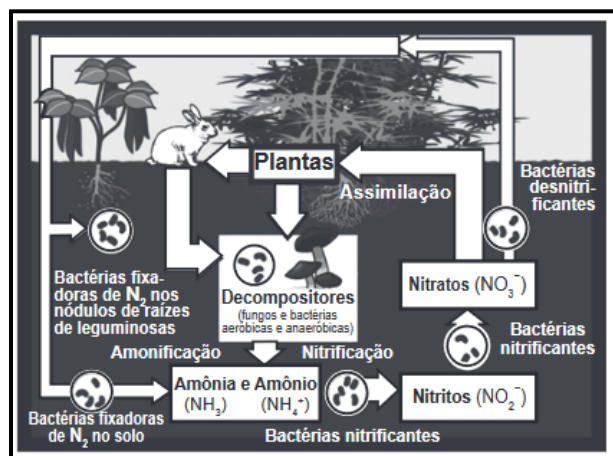 Plantas
Assimilação
Bactérias
desnitri-
ficantes
Bactérias fixa-
doras de N₂ nos
nódulos de raízes
de leguminosas
Decompositores
(fungos e bactérias
aeróbicas e anaeróbicas)
Nitratos (NO₃⁻)
Bactérias
nitrificantes
Amonificação
Nitrificação
Amônia e Amônio
(NH₃) (NH₄⁺)
Nitritos (NO₂⁻)
Bactérias fixadoras
de N₂ no solo
Bactérias nitrificantes